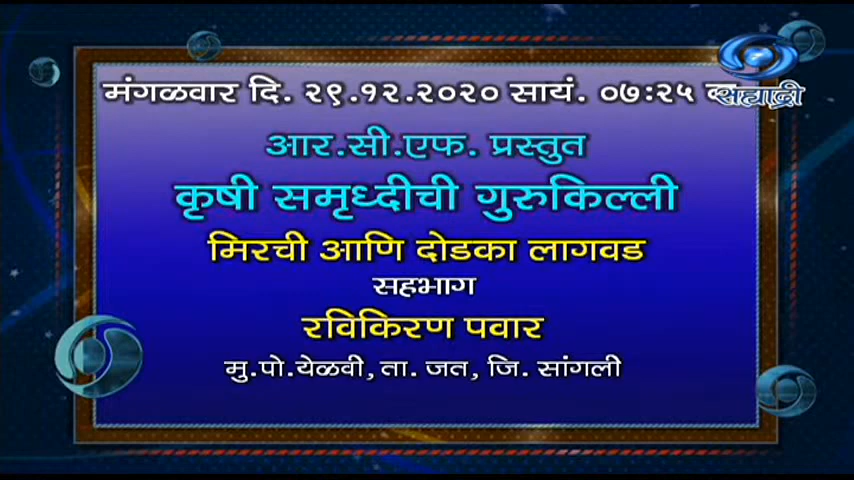 मंगळवार दि. २९.१२.२०२० सायं. ०७:२५
सह्याद्री
आर.सी.एफ. प्रस्तुत
कृषी समृध्दीची गुरुकिल्ली
मिरची आणि दोडका लागवड
सहभाग
रविकिरण पवार
मु.पो.येळवी, ता. जत, जि. सांगली